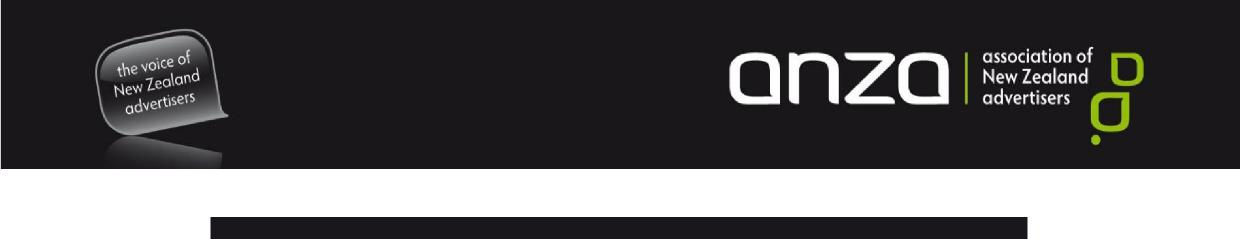 the voice of
New Zealand
advertisers
anza
association of
New Zealand
advertisers